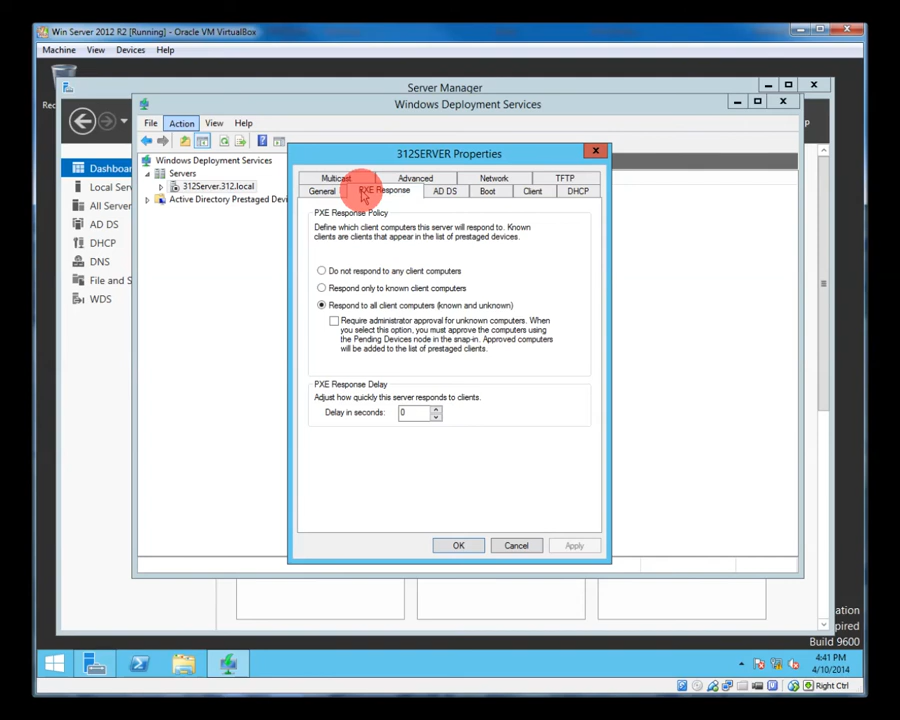 Win Server 2012 R2 [Running] - Oracle VM VirtualBox
Machine View Devices Help
Server Manager
Windows Deployment Services
File Action View Help
Windows Deployment Services
Servers
312Server.312.local
Active Directory Prestaged Devi
Dashboar
Local Serve
All Server
AD DS
DHCP
DNS
File and S
WDS
312SERVER Properties
Multicast Advanced Network TFTP
General PXE Response AD DS Boot Client DHCP
PXE Response Policy
Define which client computers this server will respond to. Known
clients are clients that appear in the list of prestaged devices.
Do not respond to any client computers
Respond only to known client computers
Respond to all client computers (known and unknown)
Require administrator approval for unknown computers. When
you select this option, you must approve the computers using
the Pending Devices node in the snap-in. Approved computers
will be added to the list of prestaged clients.
PXE Response Delay
Adjust how quickly this server responds to clients.
Delay in seconds: 0
OK Cancel Apply
ation
pired
Build 9600
4:41 PM
4/10/2014
Right Ctrl